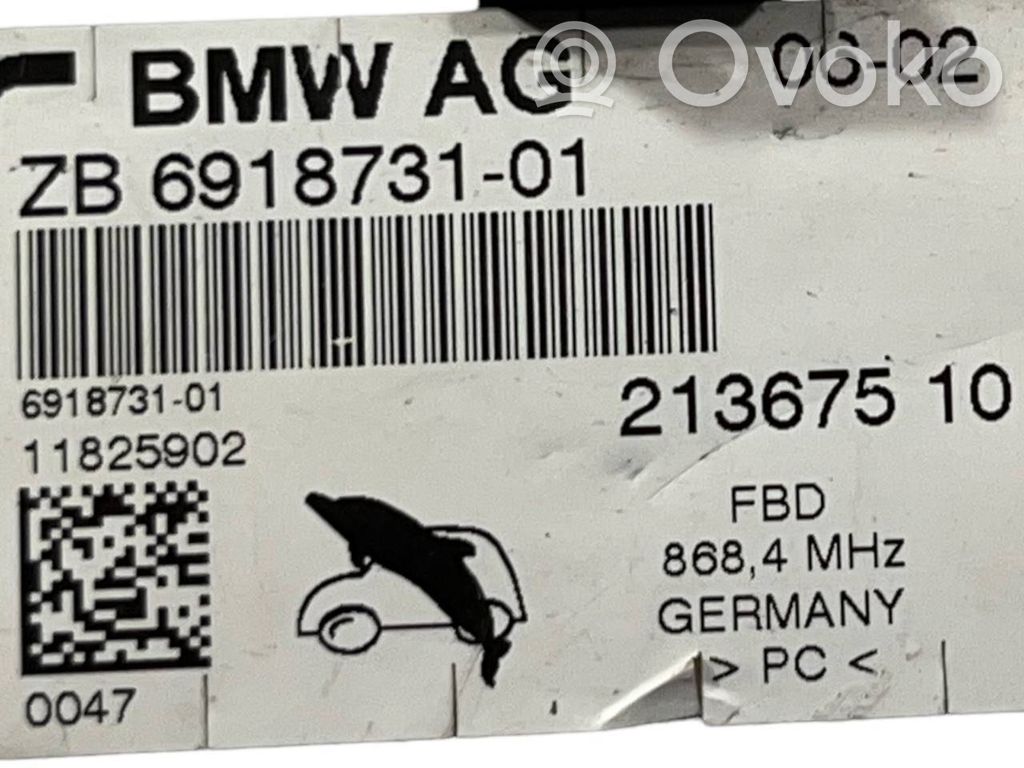 BMW AG
Ovoko
ZB 6918731-01
6918731-01
11825902
213675 10
FBD
868,4 MHz
GERMANY
> PC <
0047